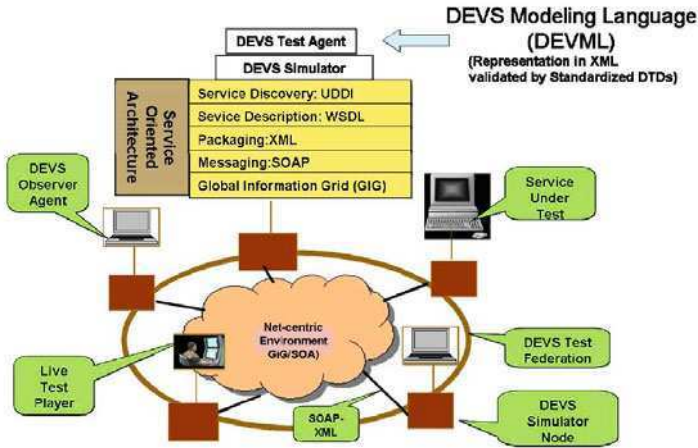 DEVS Modeling Language
(DEVML)
(Representation in XML
validated by Standardized DTDs)
DEVS Test Agent
DEVS Simulator
Service
Oriented
Architecture
Service Discovery: UDDI
Sevice Description: WSDL
Packaging:XML
Messaging:SOAP
Global Information Grid (GIG)
DEVS
Observer
Agent
Service
Under
Test
Net-centric
Environment
GiG/SOA)
Live
Test
Player
DEVS Test
Federation
SOAP-
XML
DEVS
Simulator
Node